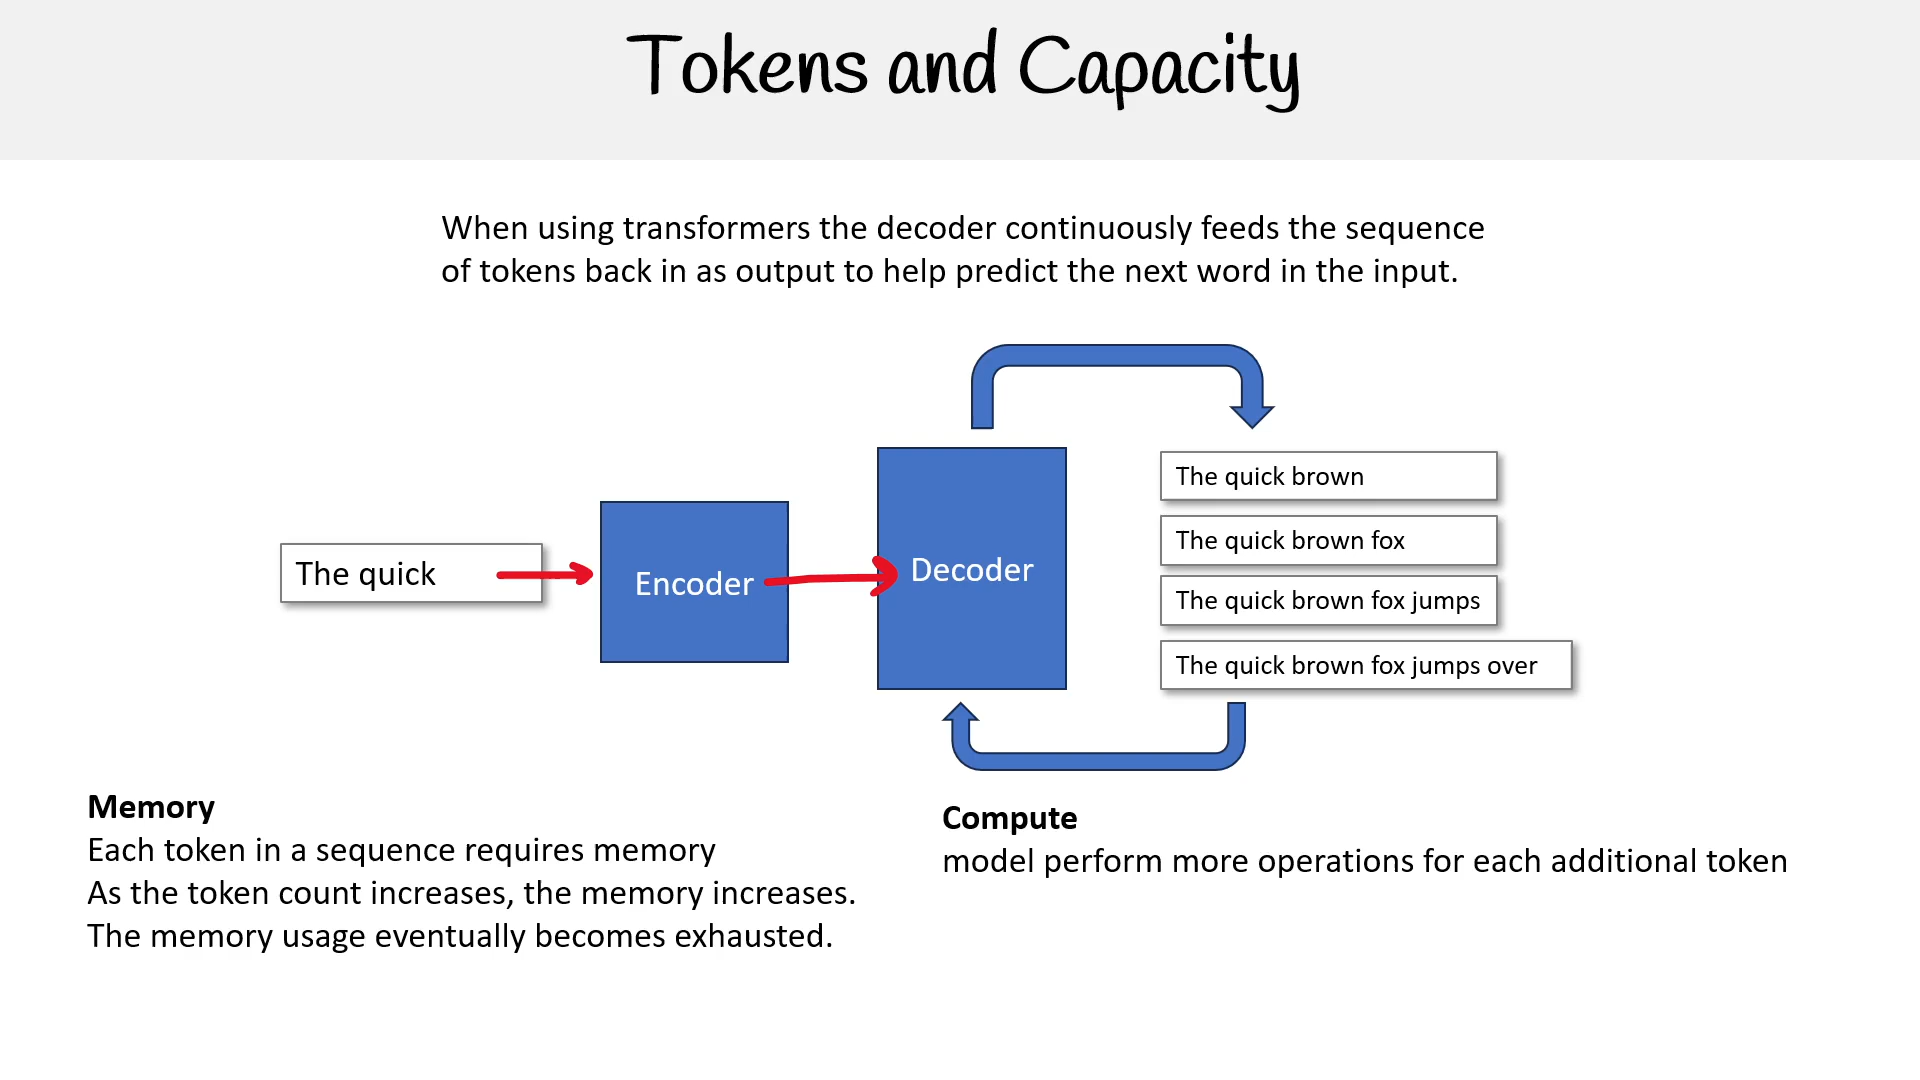 Tokens and Capacity
When using transformers the decoder continuously feeds the sequence
of tokens back in as output to help predict the next word in the input.
The quick
Encoder
Decoder
The quick brown
The quick brown fox
The quick brown fox jumps
The quick brown fox jumps over
Memory
Each token in a sequence requires memory
As the token count increases, the memory increases.
The memory usage eventually becomes exhausted.
Compute
model perform more operations for each additional token